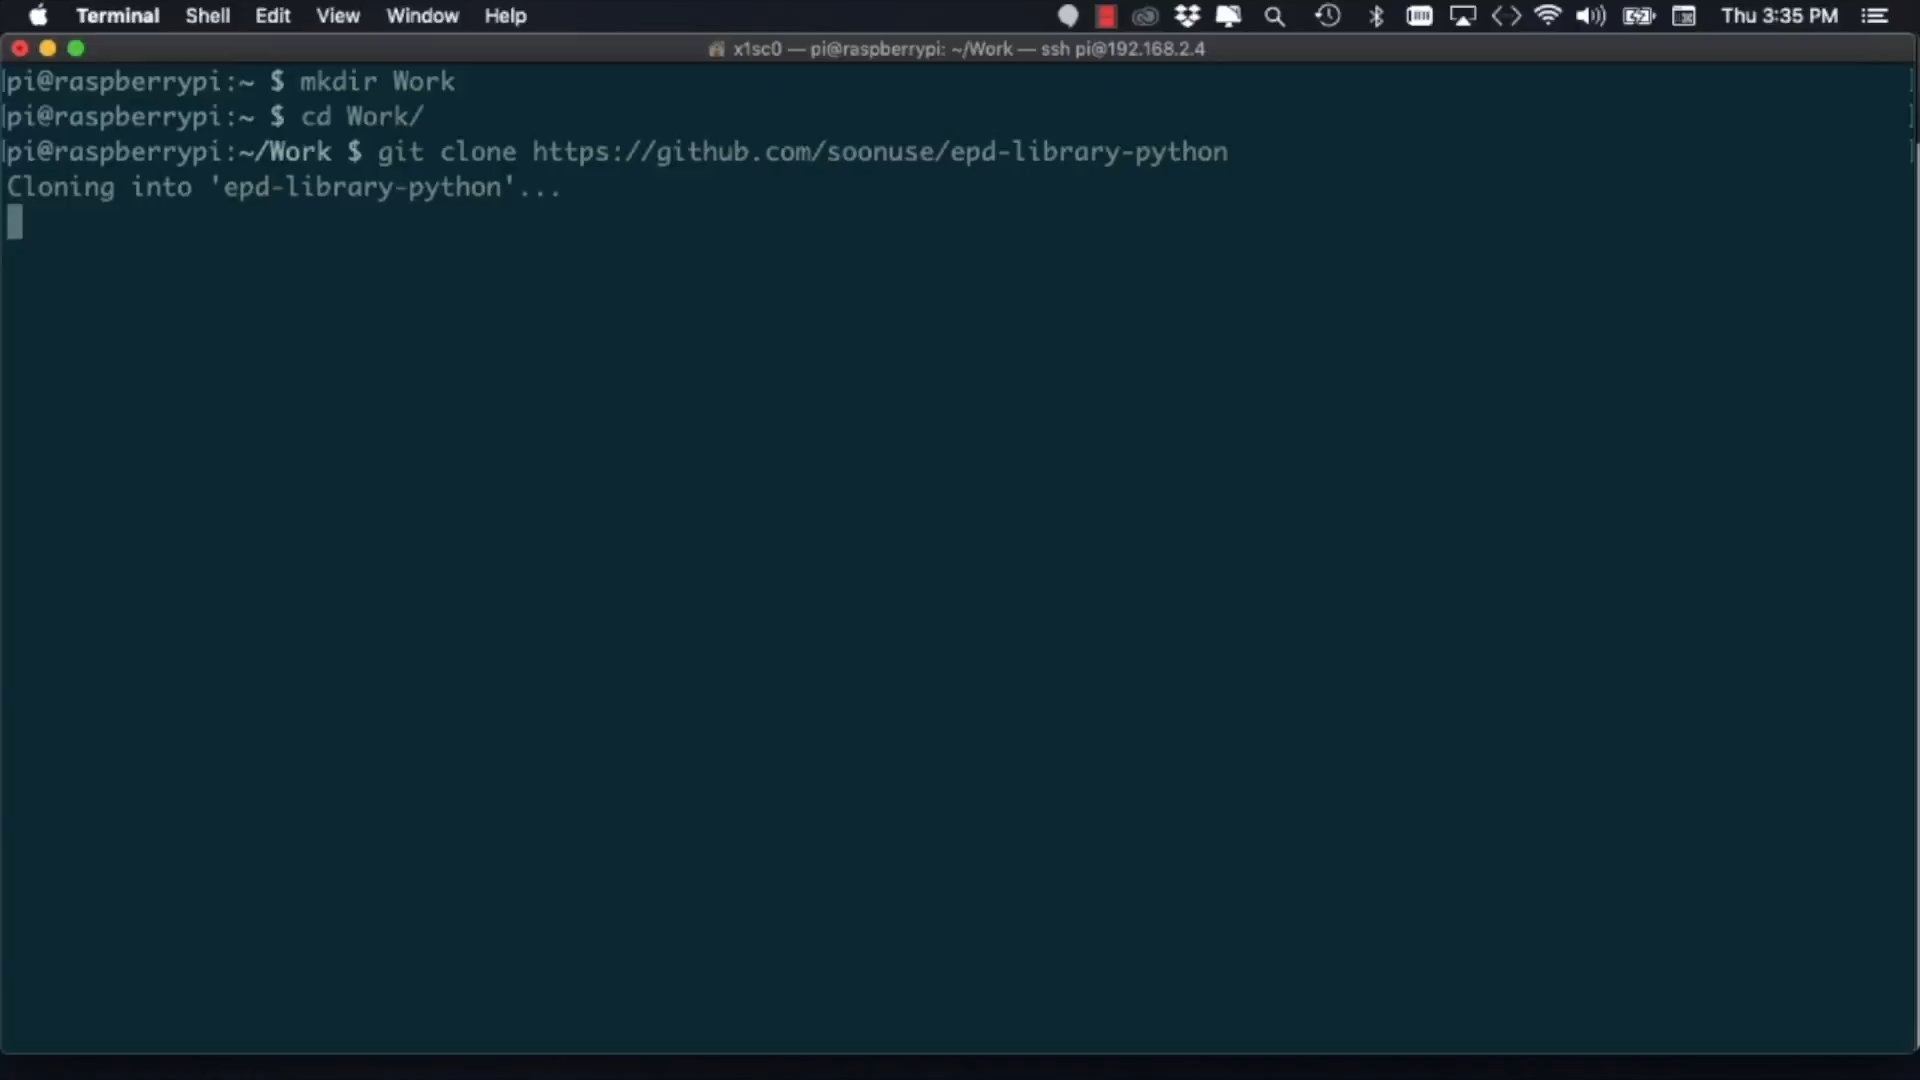 Terminal Shell Edit View Window Help Thu 3:35 PM
x1sc0 — pi@raspberrypi: ~/Work — ssh pi@192.168.2.4
pi@raspberrypi:~ $ mkdir Work
pi@raspberrypi:~ $ cd Work/
pi@raspberrypi:~/Work $ git clone https://github.com/soonuse/epd-library-python
Cloning into 'epd-library-python'...